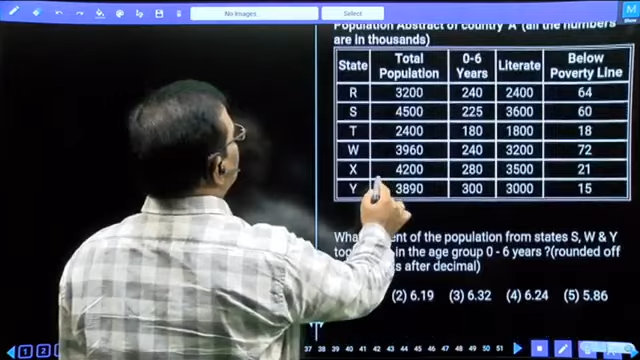 No Images
Select
M
Population Abstract of country 'A' (all the numbers
are in thousands)
State Total Population 0-6 Years Literate Below Poverty Line
R 3200 240 2400 64
S 4500 225 3600 60
T 2400 180 1800 18
W 3960 240 3200 72
X 4200 280 3500 21
Y 3890 300 3000 15
of the population from states S, W & Y
in the age group 0 - 6 years ?(rounded off
after decimal)
(2) 6.19 (3) 6.32 (4) 6.24 (5) 5.86
1 2 37 38 39 40 41 42 43 44 45 46 47 48 49 50 51